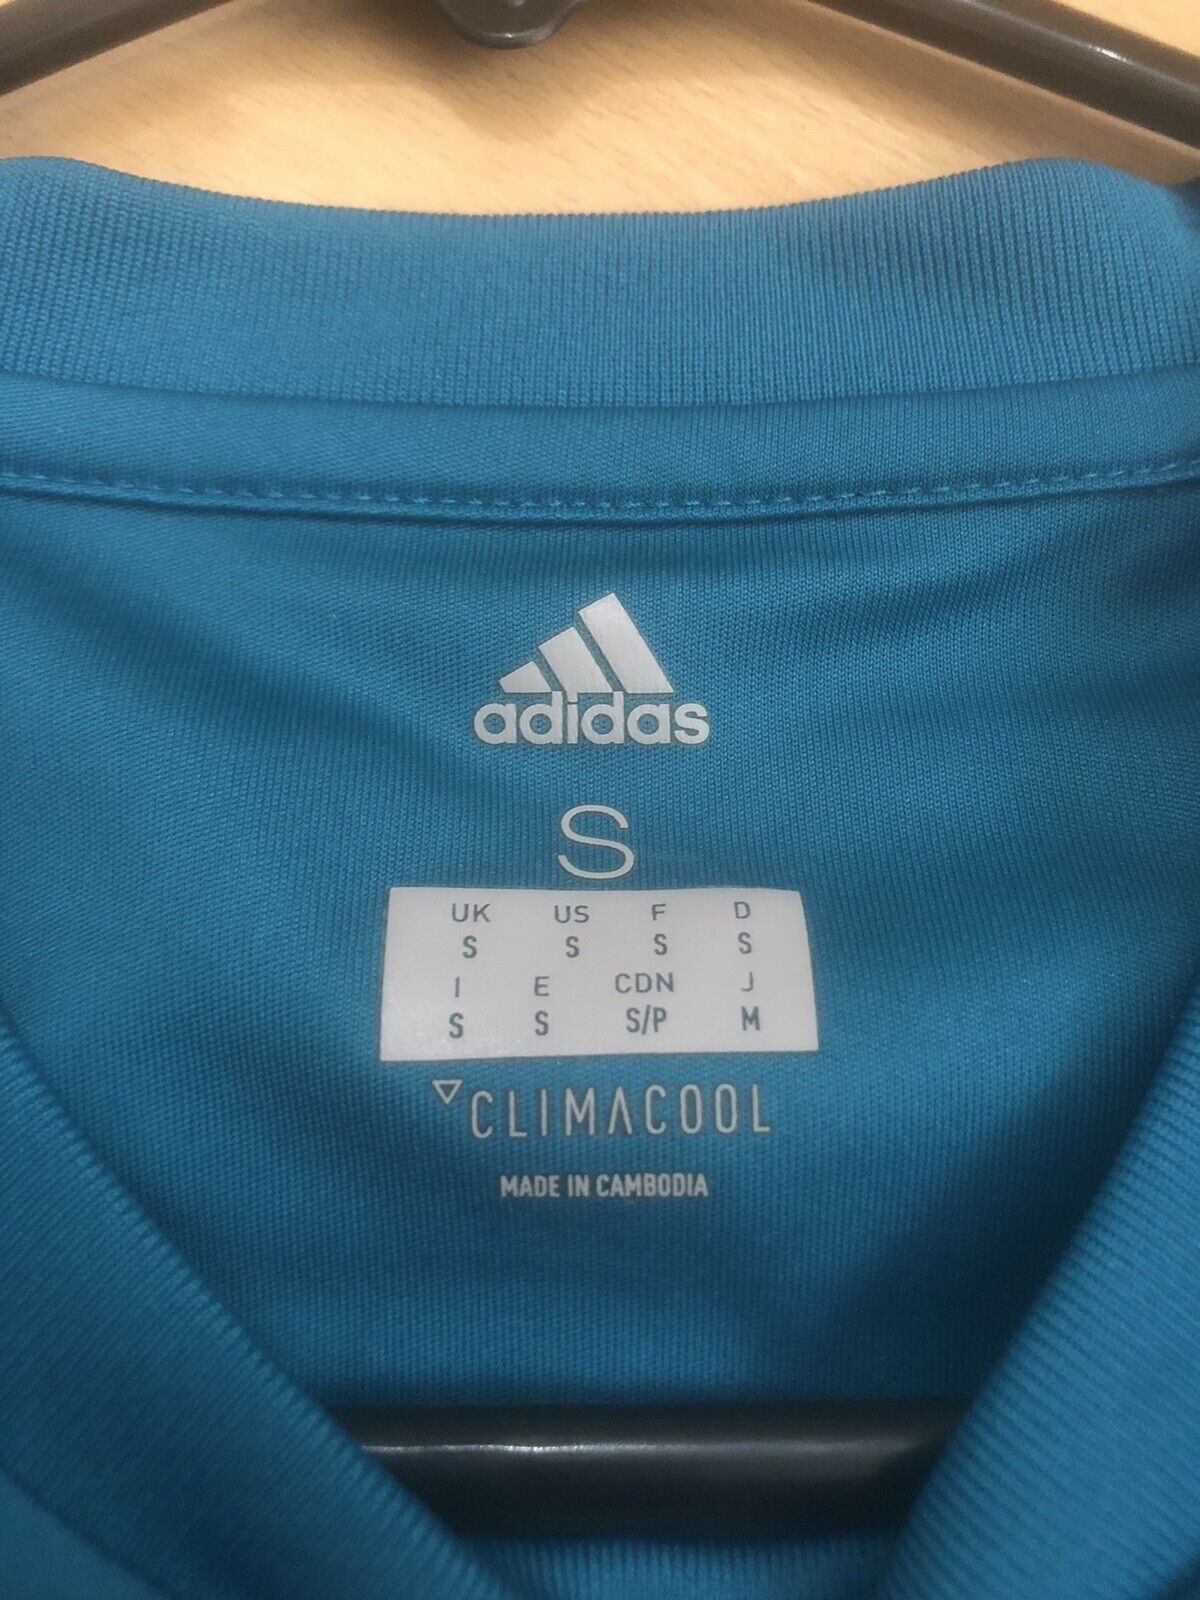 adidas
S
UK US F D
S S S S
I E CDN J
S S S/P M
CLIMACOOL
MADE IN CAMBODIA